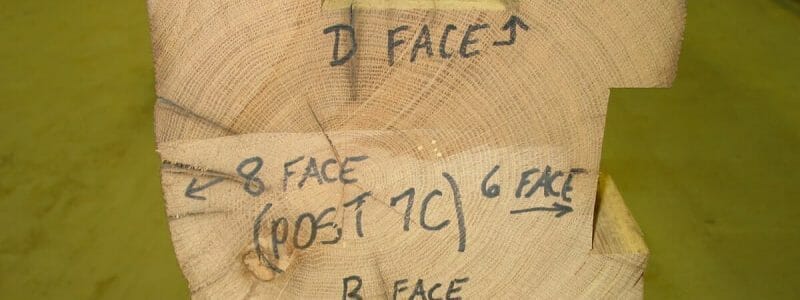 D FACE
8 FACE
6 FACE
(POST 7C)
B FACE